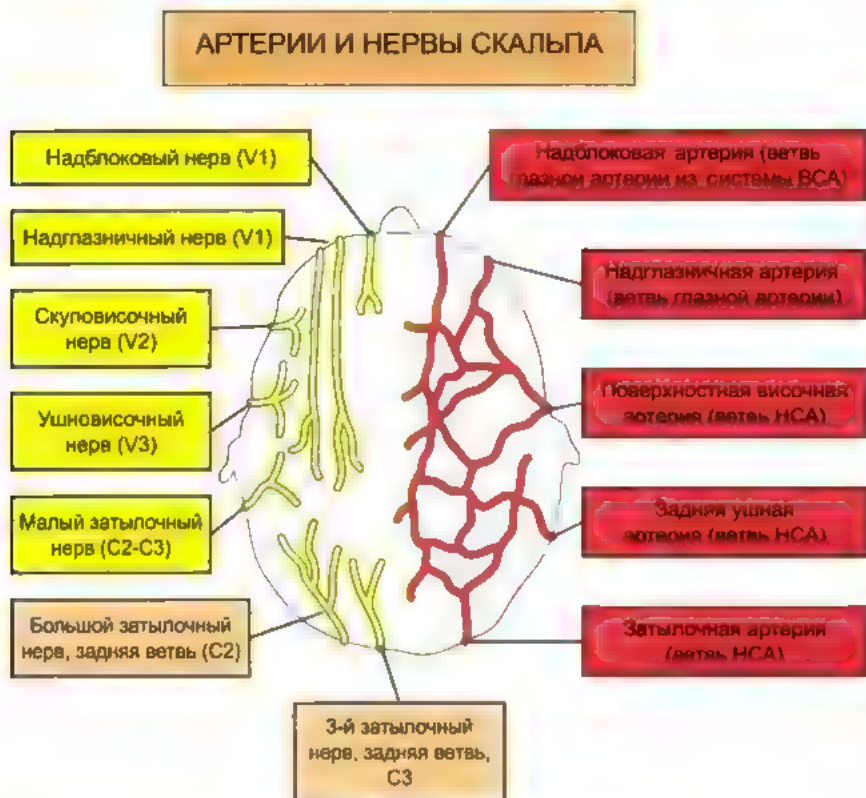 АРТЕРИИ И НЕРВЫ СКАЛЬПА
Надблоковый нерв (V1)
Надглазничный нерв (V1)
Скуловисочный
нерв (V2)
Ушновисочный
нерв (V3)
Малый затылочный
нерв (С2-С3)
Большой затылочный
нерв, задняя ветвь (С2)
3-й затылочный
нерв, задняя ветвь,
С3
Надблоковая артерия (ветвь
глазной артерии из системы ВСА)
Надглазничная артерия
(ветвь глазной артерии)
Поверхностная височная
артерия (ветвь НСА)
Задняя ушная
артерия (ветвь НСА)
Затылочная артерия
(ветвь НСА)